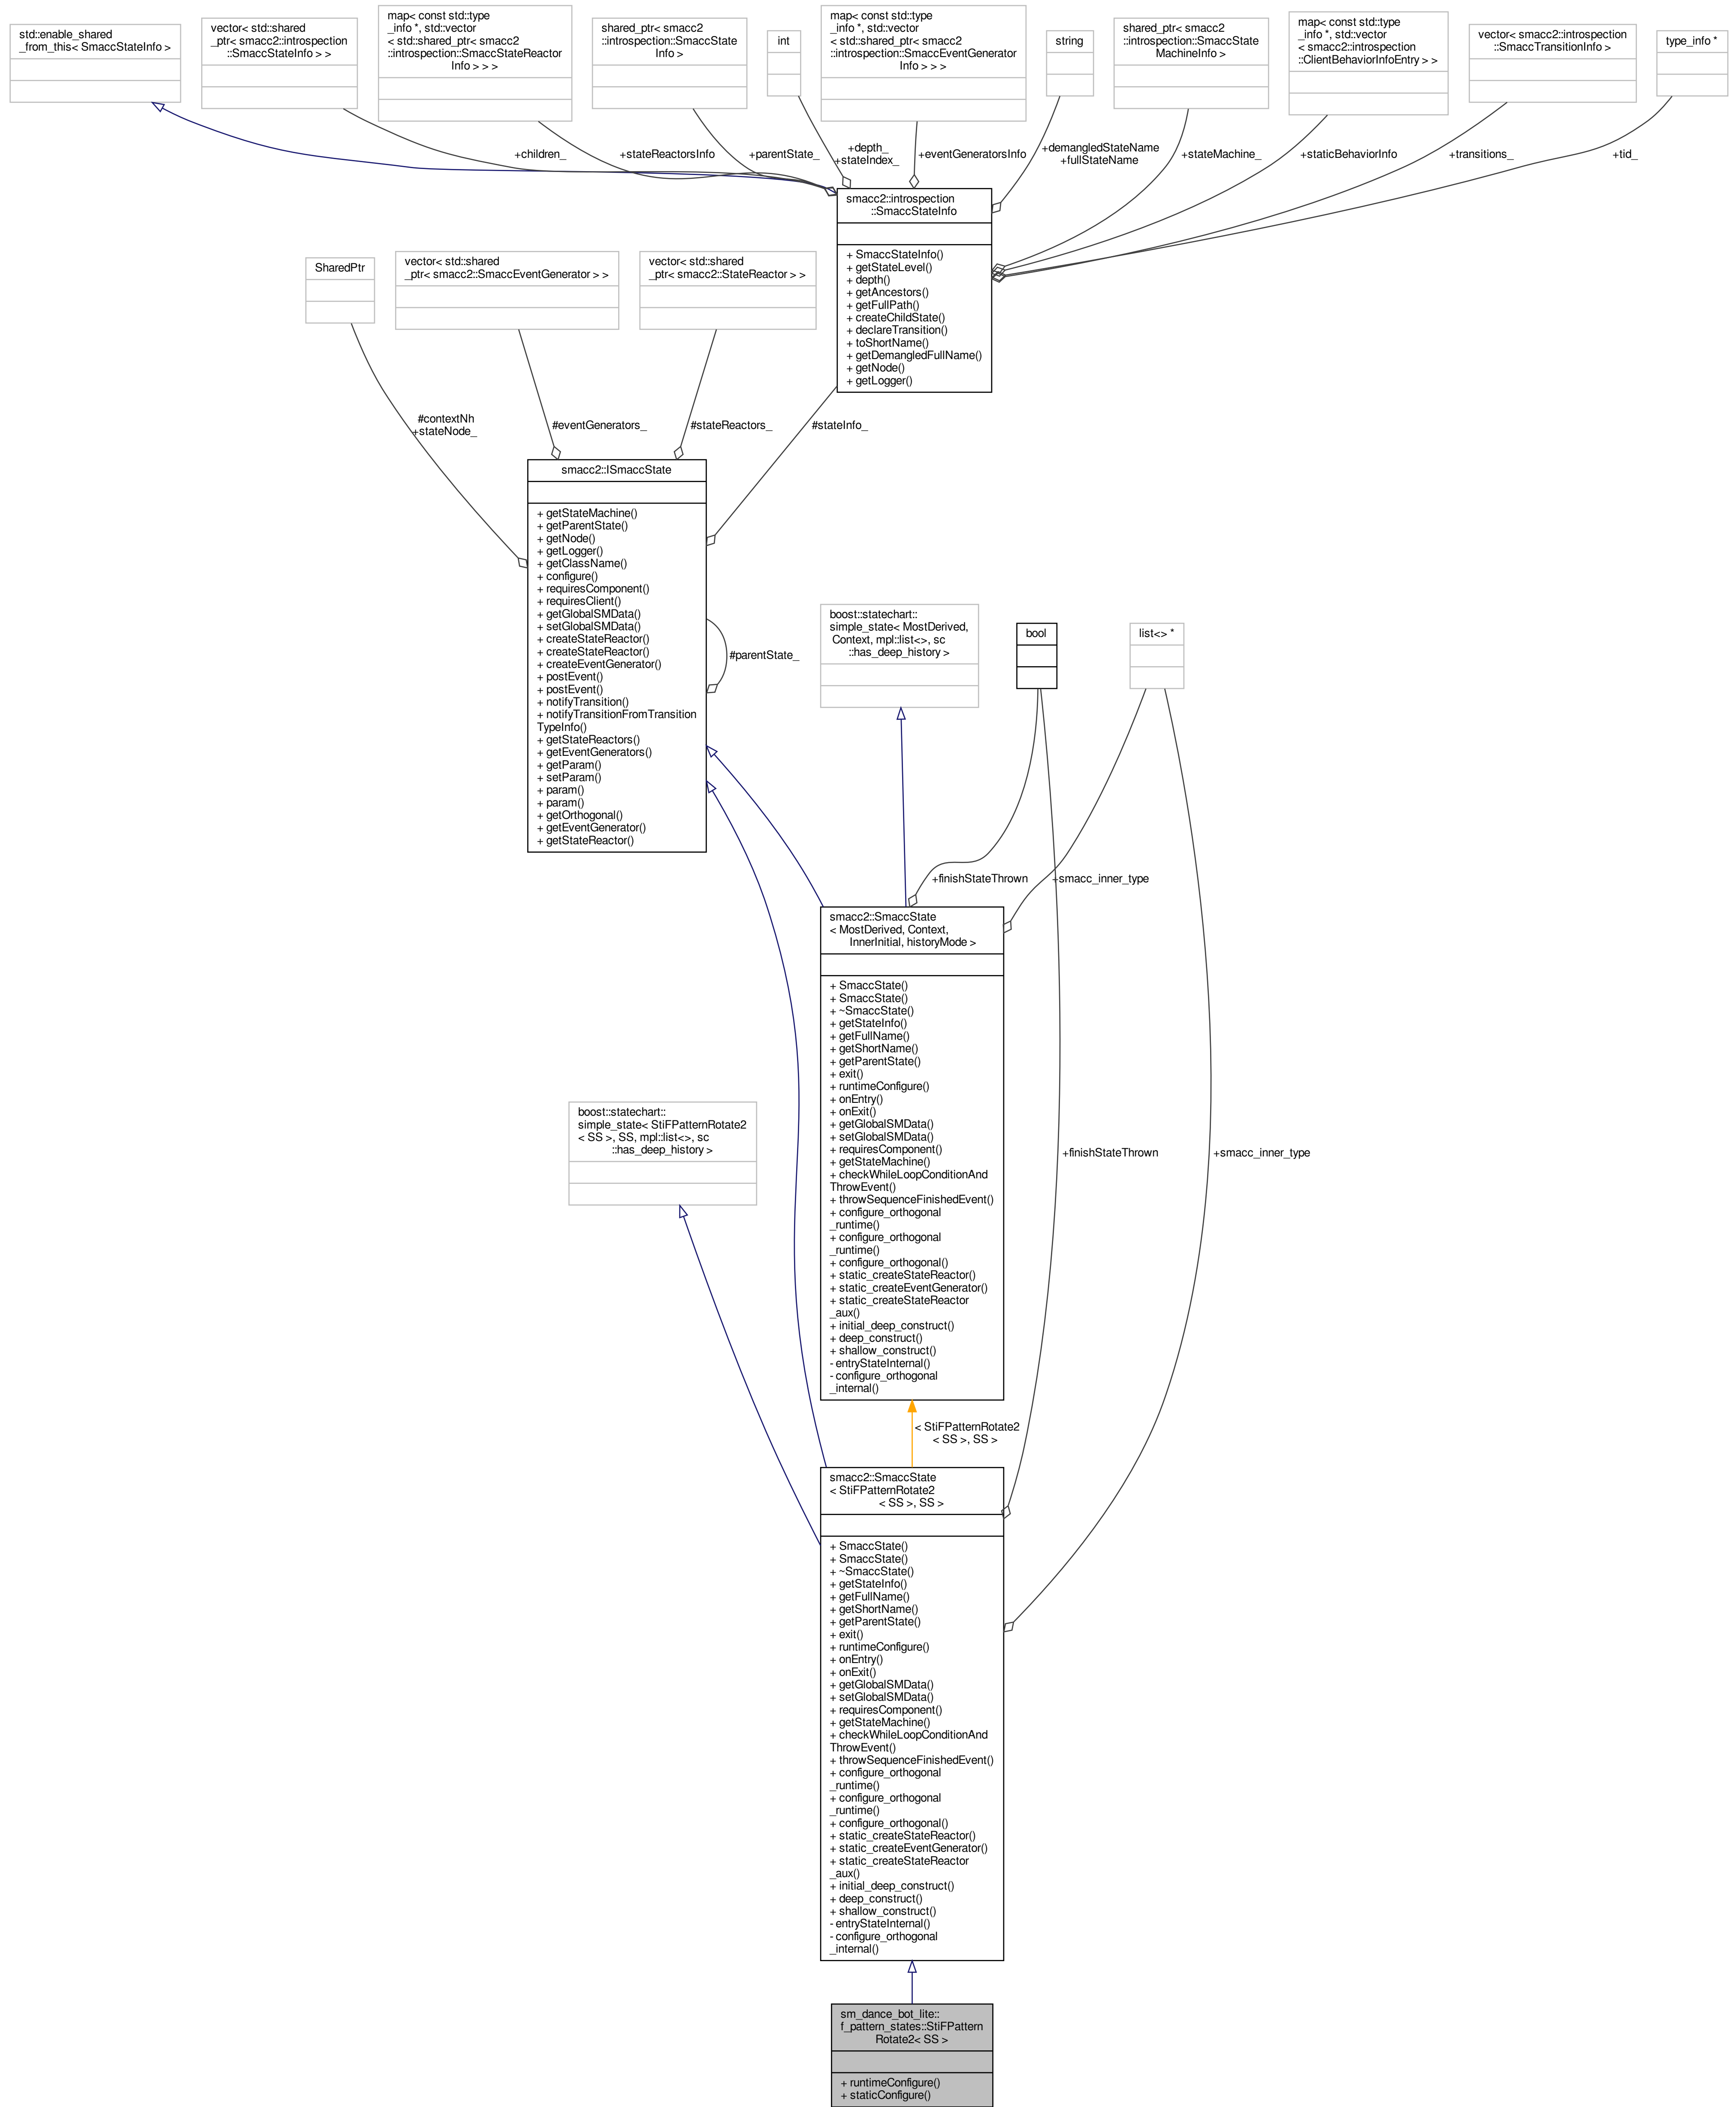 std::enable_shared
_from_this< SmaccStateInfo >
vector< std::shared
_ptr< smacc2::introspection
::SmaccStateInfo > >
map< const std::type
_info *, std::vector
< std::shared_ptr< smacc2
::introspection::SmaccStateReactor
Info > > >
shared_ptr< smacc2
::introspection::SmaccState
Info >
int
map< const std::type
_info *, std::vector
< std::shared_ptr< smacc2
::introspection::SmaccEventGenerator
Info > > >
string
shared_ptr< smacc2
::introspection::SmaccState
MachineInfo >
map< const std::type
_info *, std::vector
< smacc2::introspection
::ClientBehaviorInfoEntry > >
vector< smacc2::introspection
::SmaccTransitionInfo >
type_info *
+children_
+stateReactorsInfo
+parentState_
+depth_
+stateIndex_
+eventGeneratorsInfo
+demangledStateName
+fullStateName
+stateMachine_
+staticBehaviorInfo
+transitions_
+tid_
smacc2::introspection
::SmaccStateInfo
+ SmaccStateInfo()
+ getStateLevel()
+ depth()
+ getAncestors()
+ getFullPath()
+ createChildState()
+ declareTransition()
+ toShortName()
+ getDemangledFullName()
+ getNode()
+ getLogger()
SharedPtr
vector< std::shared
_ptr< smacc2::SmaccEventGenerator > >
vector< std::shared
_ptr< smacc2::StateReactor > >
#contextNh
+stateNode_
#eventGenerators_
#stateReactors_
#stateInfo_
smacc2::ISmaccState
+ getStateMachine()
+ getParentState()
+ getNode()
+ getLogger()
+ getClassName()
+ configure()
+ requiresComponent()
+ requiresClient()
+ getGlobalSMData()
+ setGlobalSMData()
+ createStateReactor()
+ createStateReactor()
+ createEventGenerator()
+ postEvent()
+ postEvent()
+ notifyTransition()
+ notifyTransitionFromTransition
TypeInfo()
+ getStateReactors()
+ getEventGenerators()
+ getParam()
+ setParam()
+ param()
+ param()
+ getOrthogonal()
+ getEventGenerator()
+ getStateReactor()
#parentState_
boost::statechart::
simple_state< MostDerived,
Context, mpl::list<>, sc
::has_deep_history >
bool
list<> *
+finishStateThrown
+smacc_inner_type
smacc2::SmaccState
< MostDerived, Context,
InnerInitial, historyMode >
+ SmaccState()
+ SmaccState()
+ ~SmaccState()
+ getStateInfo()
+ getFullName()
+ getShortName()
+ getParentState()
+ exit()
+ runtimeConfigure()
+ onEntry()
+ onExit()
+ getGlobalSMData()
+ setGlobalSMData()
+ requiresComponent()
+ getStateMachine()
+ checkWhileLoopConditionAnd
ThrowEvent()
+ throwSequenceFinishedEvent()
+ configure_orthogonal
_runtime()
+ configure_orthogonal
_runtime()
+ configure_orthogonal()
+ static_createStateReactor()
+ static_createEventGenerator()
+ static_createStateReactor
_aux()
+ initial_deep_construct()
+ deep_construct()
+ shallow_construct()
- entryStateInternal()
- configure_orthogonal
_internal()
boost::statechart::
simple_state< StiFPatternRotate2
< SS >, SS, mpl::list<>, sc
::has_deep_history >
+finishStateThrown
+smacc_inner_type
< StiFPatternRotate2
< SS >, SS >
smacc2::SmaccState
< StiFPatternRotate2
< SS >, SS >
+ SmaccState()
+ SmaccState()
+ ~SmaccState()
+ getStateInfo()
+ getFullName()
+ getShortName()
+ getParentState()
+ exit()
+ runtimeConfigure()
+ onEntry()
+ onExit()
+ getGlobalSMData()
+ setGlobalSMData()
+ requiresComponent()
+ getStateMachine()
+ checkWhileLoopConditionAnd
ThrowEvent()
+ throwSequenceFinishedEvent()
+ configure_orthogonal
_runtime()
+ configure_orthogonal
_runtime()
+ configure_orthogonal()
+ static_createStateReactor()
+ static_createEventGenerator()
+ static_createStateReactor
_aux()
+ initial_deep_construct()
+ deep_construct()
+ shallow_construct()
- entryStateInternal()
- configure_orthogonal
_internal()
sm_dance_bot_lite::
f_pattern_states::StiFPattern
Rotate2< SS >
+ runtimeConfigure()
+ staticConfigure()